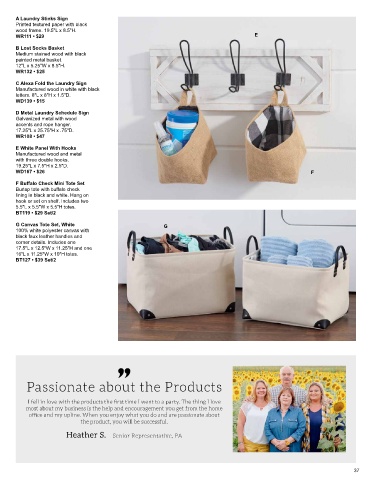 A Laundry Stinks Sign
Printed textured paper with black
wood frame. 19.5"L x 8.5"H.
WR111 • $29
B Lost Socks Basket
Medium stained wood with black
painted metal basket.
12"L x 5.25"W x 8.5"H.
WR132 • $25
C Alexa Fold the Laundry Sign
Manufactured wood in white with black
letters. 8"L x 8"H x 1.5"D.
WD139 • $15
D Metal Laundry Schedule Sign
Galvanized metal with wood
accents and rope hanger.
17.25"L x 25.75"H x .75"D.
WR108 • $47
E White Panel With Hooks
Manufactured wood and metal
with three double hooks.
19.25"L x 7.5"H x 2.5"D.
WD187 • $26
F Buffalo Check Mini Tote Set
Burlap tote with buffalo check
lining in black and white. Hang on
hook or set on shelf. Includes two
5.5"L x 5.5"W x 5.5"H totes.
BT119 • $29 Set/2
G Canvas Tote Set, White
100% white polyester canvas with
black faux leather handles and
corner details. Includes one
17.5"L x 12.5"W x 11.25"H and one
16"L x 11.25"W x 10"H totes.
BT127 • $39 Set/2
E
F
G
”
Passionate about the Products
I fell in love with the products the first time I went to a party. The thing I love
most about my business is the help and encouragement you get from the home
office and my upline. When you enjoy what you do and are passionate about
the product, you will be successful.
Heather S. Senior Representative, PA
37